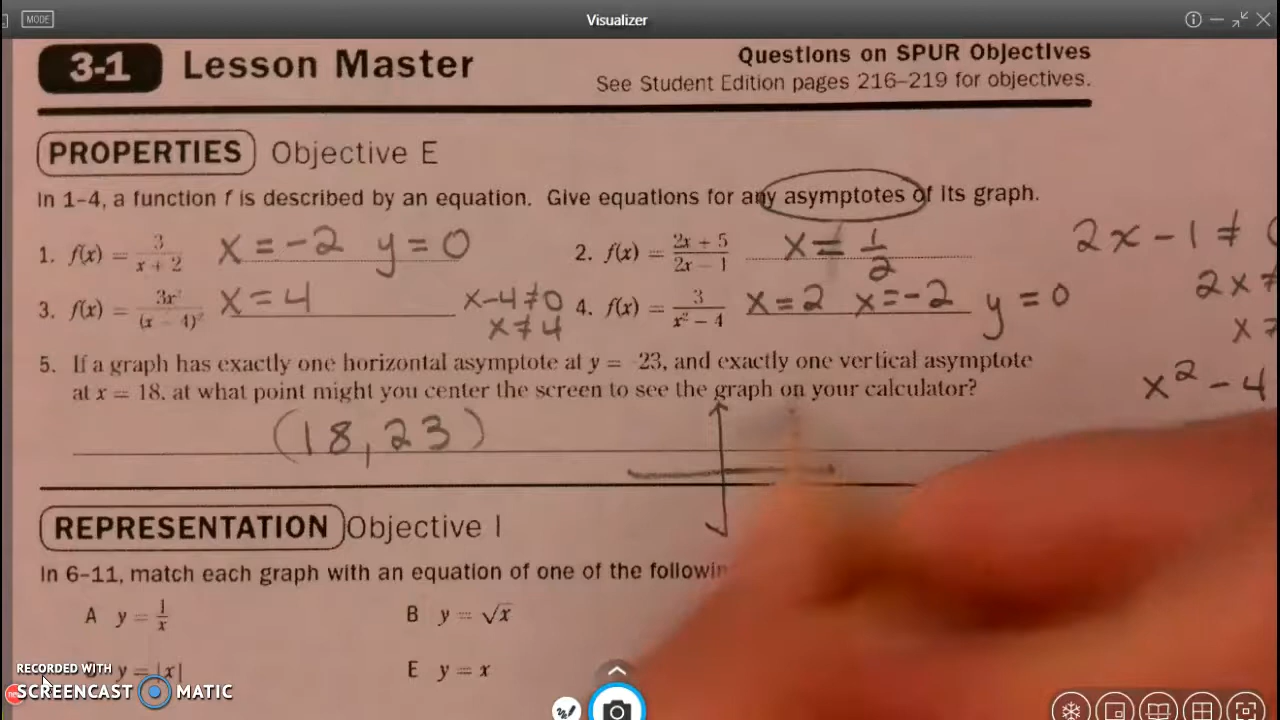 MODE
Visualizer
3-1 Lesson Master
Questions on SPUR Objectives
See Student Edition pages 216–219 for objectives.
PROPERTIES Objective E
In 1–4, a function f is described by an equation. Give equations for any asymptotes of its graph.
1. f(x) = 3/(x + 2) x = -2 y = 0
2. f(x) = (2x + 5)/(2x − 1) x = 1/2
2x - 1 ≠
2x ≠
x ≠
3. f(x) = 3x²/(x − 4)² x = 4
x-4≠0
x ≠ 4
4. f(x) = 3/(x² − 4) x = 2 x = -2 y = 0
x² - 4
5. If a graph has exactly one horizontal asymptote at y = 23, and exactly one vertical asymptote
at x = 18, at what point might you center the screen to see the graph on your calculator?
(18, 23)
REPRESENTATION Objective I
In 6–11, match each graph with an equation of one of the
A y = 1/x
B y = √x
y = |x|
E y = x
RECORDED WITH
SCREENCAST MATIC